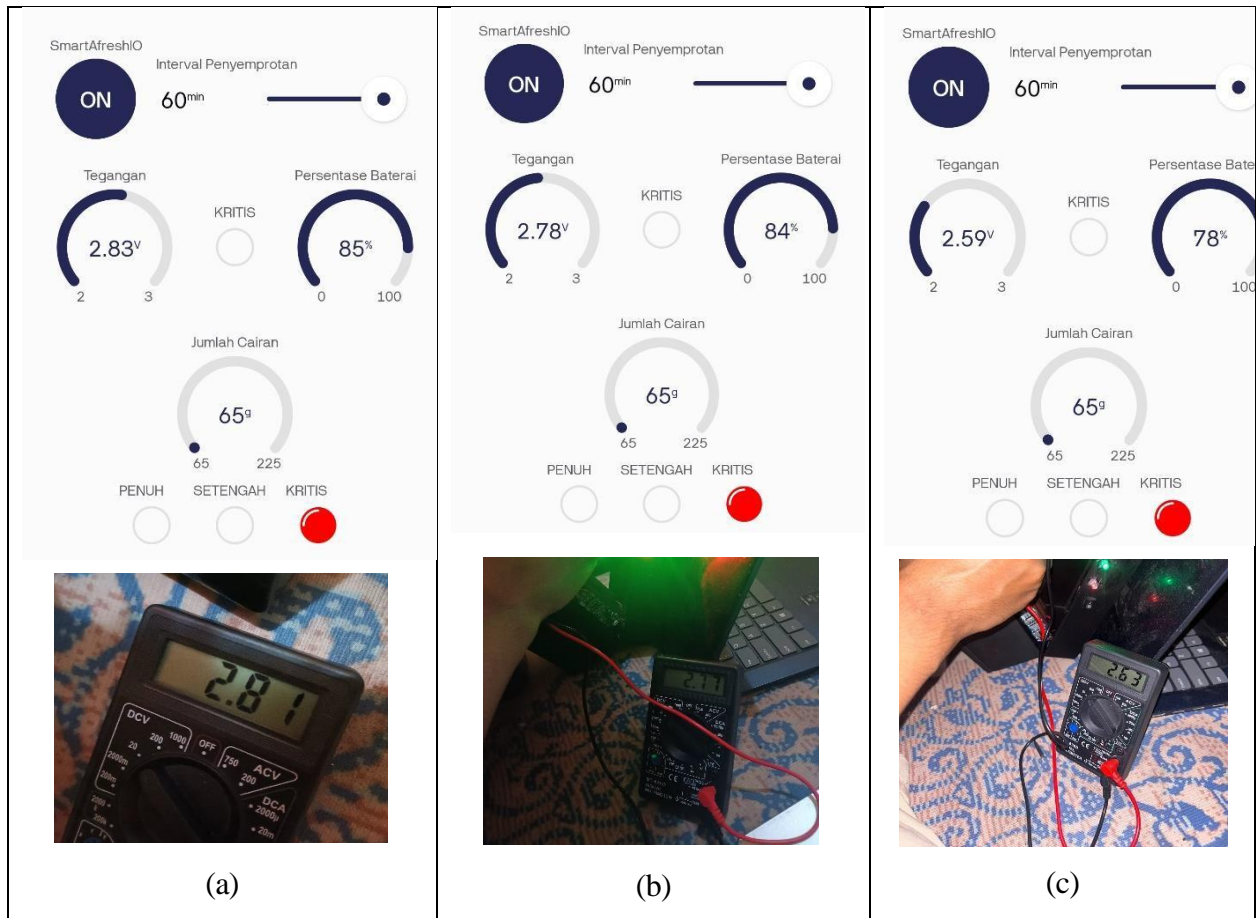 SmartAfreshIO
Interval Penyemprotan
ON
60min
Tegangan
Persentase Baterai
KRITIS
2.83V
85%
2
3
0
100
Jumlah Cairan
65g
65
225
PENUH
SETENGAH
KRITIS
2.81
DCV
1000
200
20
2000m
200m
OFF
750
200
ACV
DCA
2000µ
20m
(a)
SmartAfreshIO
Interval Penyemprotan
ON
60min
Tegangan
Persentase Baterai
KRITIS
2.78V
84%
2
3
0
100
Jumlah Cairan
65g
65
225
PENUH
SETENGAH
KRITIS
2.77
(b)
SmartAfreshIO
Interval Penyemprotan
ON
60min
Tegangan
Persentase Bate
KRITIS
2.59V
78%
2
3
0
100
Jumlah Cairan
65g
65
225
PENUH
SETENGAH
KRITIS
2.63
(c)